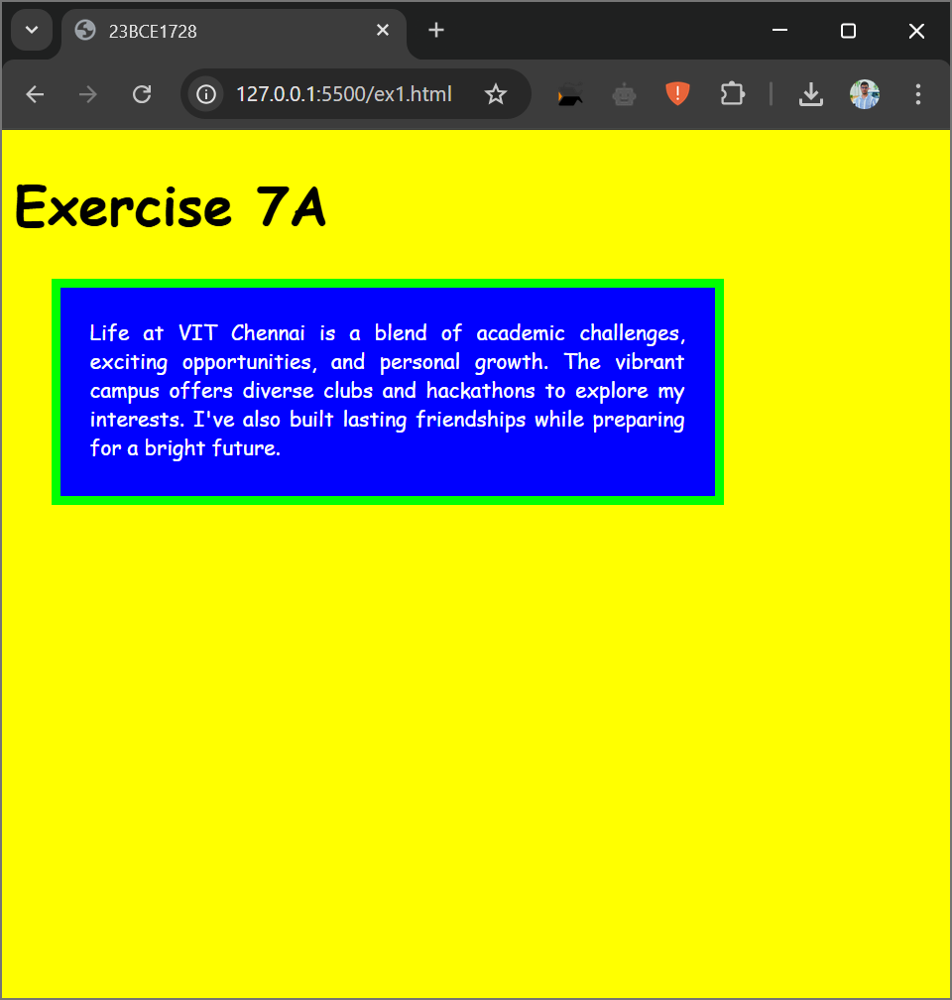 23BCE1728
127.0.0.1:5500/ex1.html
Exercise 7A
Life at VIT Chennai is a blend of academic challenges,
exciting opportunities, and personal growth. The vibrant
campus offers diverse clubs and hackathons to explore my
interests. I've also built lasting friendships while preparing
for a bright future.